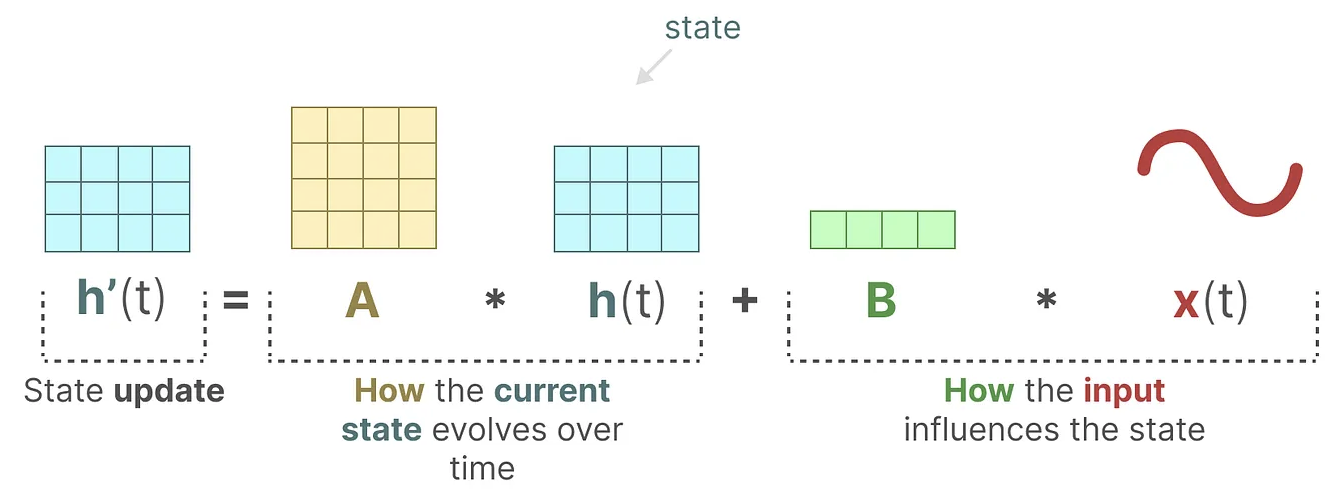 state
h’(t) = A * h(t) + B * x(t)
State update
How the current
state evolves over
time
How the input
influences the state